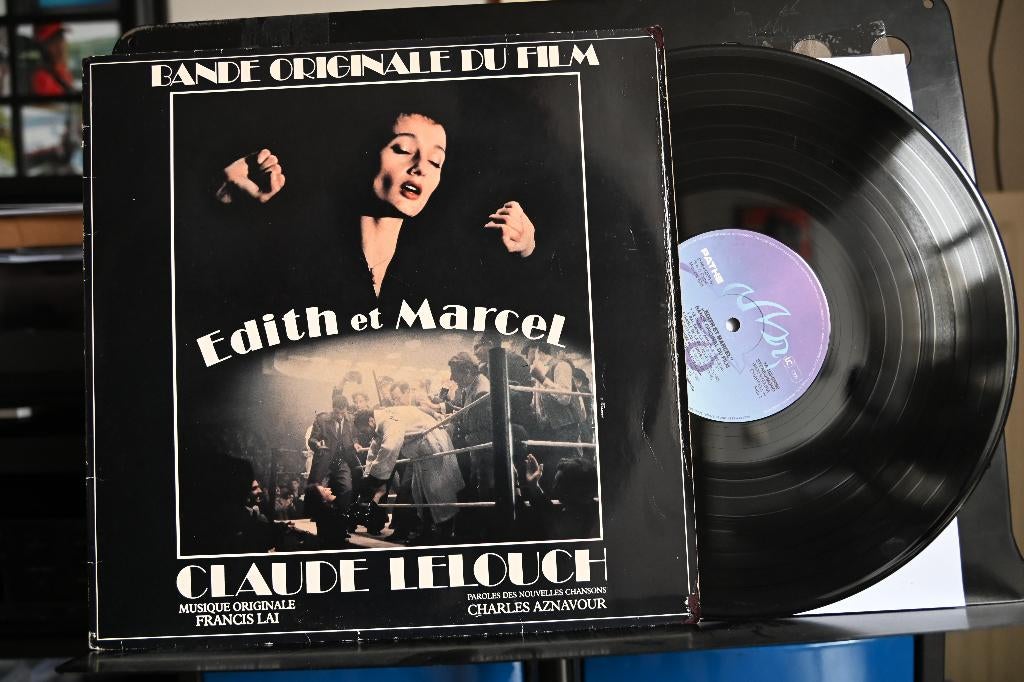 BANDE ORIGINALE DU FILM
Edith et Marcel
CLAUDE LELOUCH
MUSIQUE ORIGINALE
FRANCIS LAI
PAROLES DES NOUVELLES CHANSONS
CHARLES AZNAVOUR
PATHE